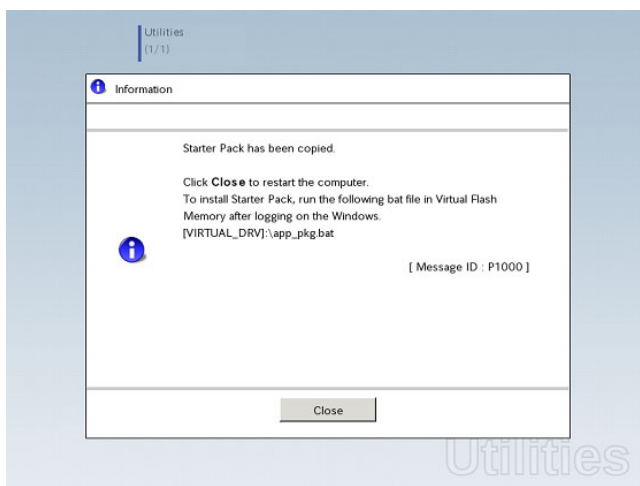 Utilities
(1/1)
Information
Starter Pack has been copied.
Click Close to restart the computer.
To install Starter Pack, run the following bat file in Virtual Flash
Memory after logging on the Windows.
[VIRTUAL_DRV]:\app_pkg.bat
[ Message ID : P1000 ]
Close
Utilities